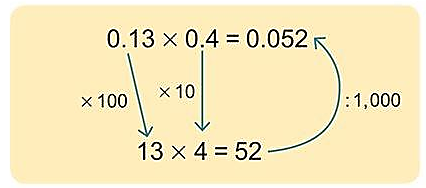 0.13 × 0.4 = 0.052
× 100
× 10
:1,000
13 × 4 = 52